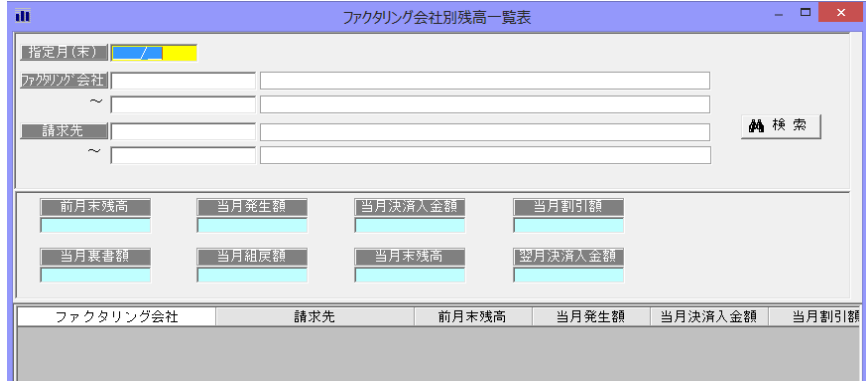 ファクタリング会社別残高一覧表
指定月(末) /
ファクタリング会社
~
請求先
~
検索
前月末残高 当月発生額 当月決済入金額 当月割引額
当月裏書額 当月組戻額 当月末残高 翌月決済入金額
ファクタリング会社 請求先 前月末残高 当月発生額 当月決済入金額 当月割引額